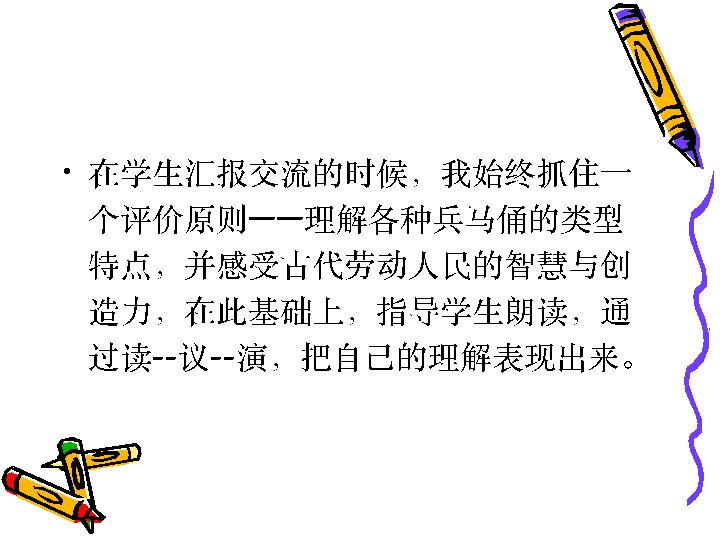 • 在学生汇报交流的时候，我始终抓住一
个评价原则——理解各种兵马俑的类型
特点，并感受古代劳动人民的智慧与创
造力，在此基础上，指导学生朗读，通
过读--议--演，把自己的理解表现出来。